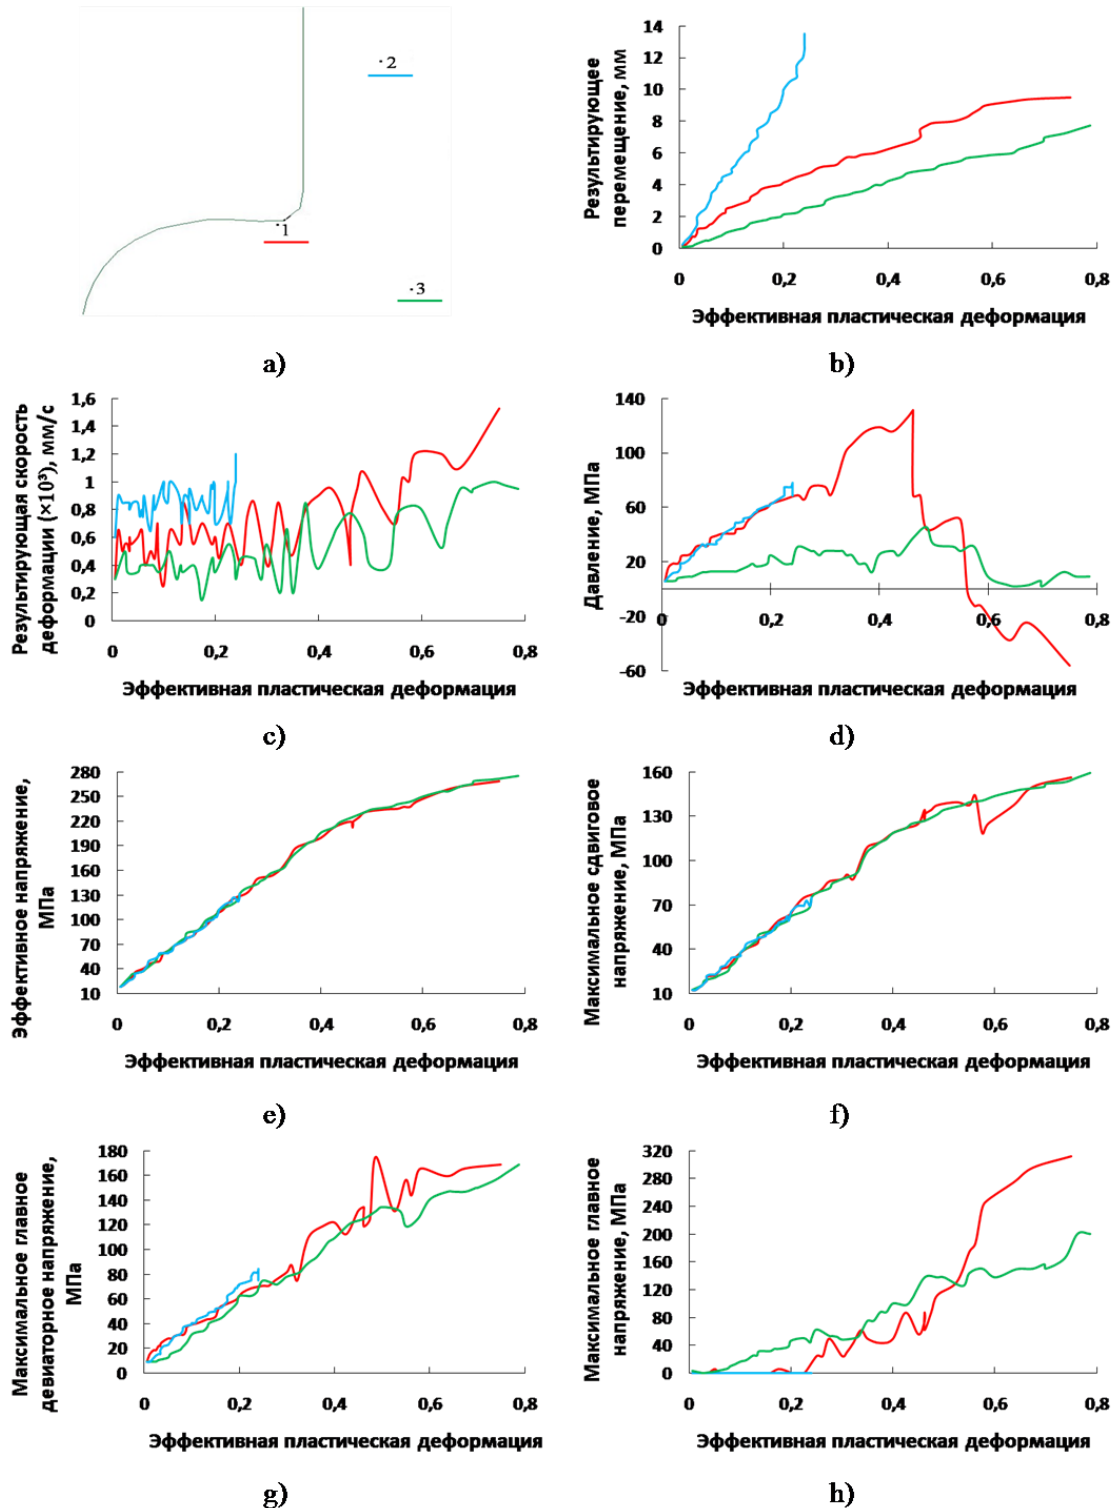 ·2
·1
·3
a)
Результирующее
перемещение, мм
14
12
10
8
6
4
2
0
0 0,2 0,4 0,6 0,8
Эффективная пластическая деформация
b)
Результирующая скорость
деформации (×10³), мм/с
1,6
1,4
1,2
1
0,8
0,6
0,4
0,2
0
0 0,2 0,4 0,6 0,8
Эффективная пластическая деформация
c)
Давление, МПа
140
100
60
20
-20
-60
0,2 0,4 0,6 0,8
Эффективная пластическая деформация
d)
Эффективное напряжение,
МПа
280
250
220
190
160
130
100
70
40
10
0 0,2 0,4 0,6 0,8
Эффективная пластическая деформация
e)
Максимальное сдвиговое
напряжение, МПа
160
130
100
70
40
10
0 0,2 0,4 0,6 0,8
Эффективная пластическая деформация
f)
Максимальное главное
девиаторное напряжение,
МПа
180
160
140
120
100
80
60
40
20
0
0 0,2 0,4 0,6 0,8
Эффективная пластическая деформация
g)
Максимальное главное
напряжение, МПа
320
280
240
200
160
120
80
40
0
0 0,2 0,4 0,6 0,8
Эффективная пластическая деформация
h)